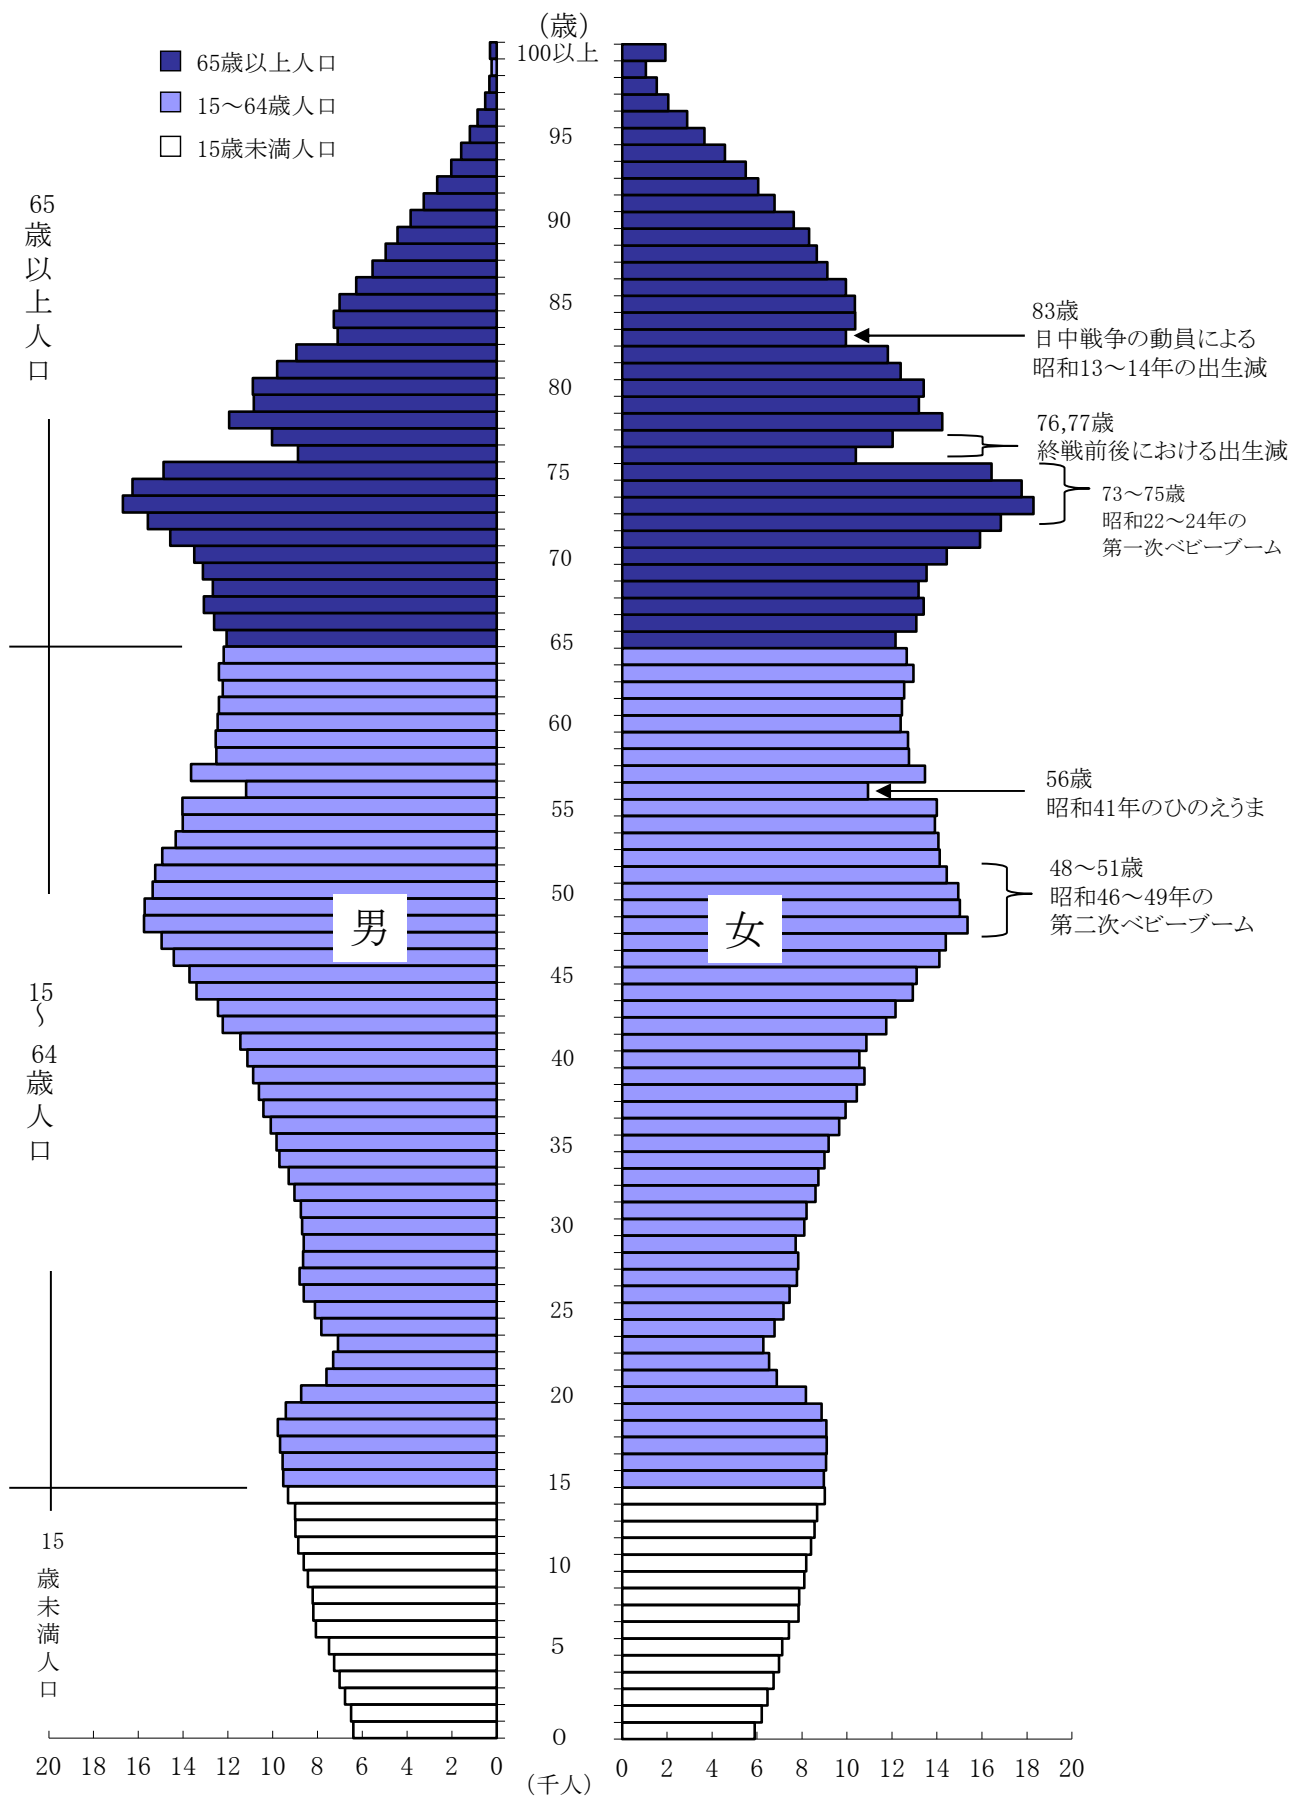 (歳)
65歳以上人口
15～64歳人口
15歳未満人口
100以上
95
90
85
80
75
70
65
60
55
50
45
40
35
30
25
20
15
10
5
0
65歳以上人口
15～64歳人口
15歳未満人口
男
女
83歳
日中戦争の動員による
昭和13～14年の出生減
76,77歳
終戦前後における出生減
73～75歳
昭和22～24年の
第一次ベビーブーム
56歳
昭和41年のひのえうま
48～51歳
昭和46～49年の
第二次ベビーブーム
20 18 16 14 12 10 8 6 4 2 0
(千人)
0 2 4 6 8 10 12 14 16 18 20